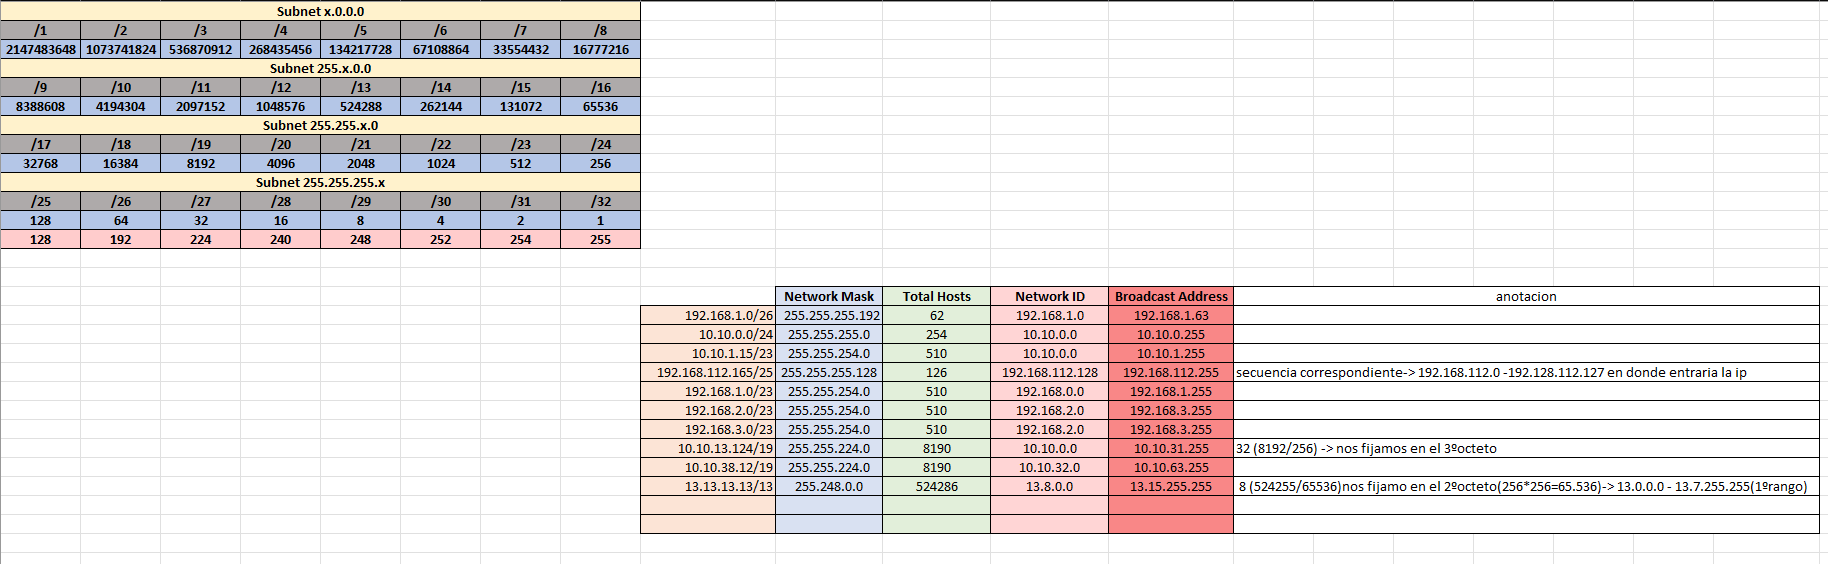 Subnet x.0.0.0
/1 /2 /3 /4 /5 /6 /7 /8
2147483648 1073741824 536870912 268435456 134217728 67108864 33554432 16777216
Subnet 255.x.0.0
/9 /10 /11 /12 /13 /14 /15 /16
8388608 4194304 2097152 1048576 524288 262144 131072 65536
Subnet 255.255.x.0
/17 /18 /19 /20 /21 /22 /23 /24
32768 16384 8192 4096 2048 1024 512 256
Subnet 255.255.255.x
/25 /26 /27 /28 /29 /30 /31 /32
128 64 32 16 8 4 2 1
128 192 224 240 248 252 254 255
Network Mask Total Hosts Network ID Broadcast Address anotacion
192.168.1.0/26 255.255.255.192 62 192.168.1.0 192.168.1.63
10.10.0.0/24 255.255.255.0 254 10.10.0.0 10.10.0.255
10.10.1.15/23 255.255.254.0 510 10.10.0.0 10.10.1.255
192.168.112.165/25 255.255.255.128 126 192.168.112.128 192.168.112.255 secuencia correspondiente-> 192.168.112.0 -192.128.112.127 en donde entraria la ip
192.168.1.0/23 255.255.254.0 510 192.168.0.0 192.168.1.255
192.168.2.0/23 255.255.254.0 510 192.168.2.0 192.168.3.255
192.168.3.0/23 255.255.254.0 510 192.168.2.0 192.168.3.255
10.10.13.124/19 255.255.224.0 8190 10.10.0.0 10.10.31.255 32 (8192/256) -> nos fijamos en el 3ºocteto
10.10.38.12/19 255.255.224.0 8190 10.10.32.0 10.10.63.255
13.13.13.13/13 255.248.0.0 524286 13.8.0.0 13.15.255.255 8 (524255/65536)nos fijamo en el 2ºocteto(256*256=65.536)-> 13.0.0.0 - 13.7.255.255(1ºrango)